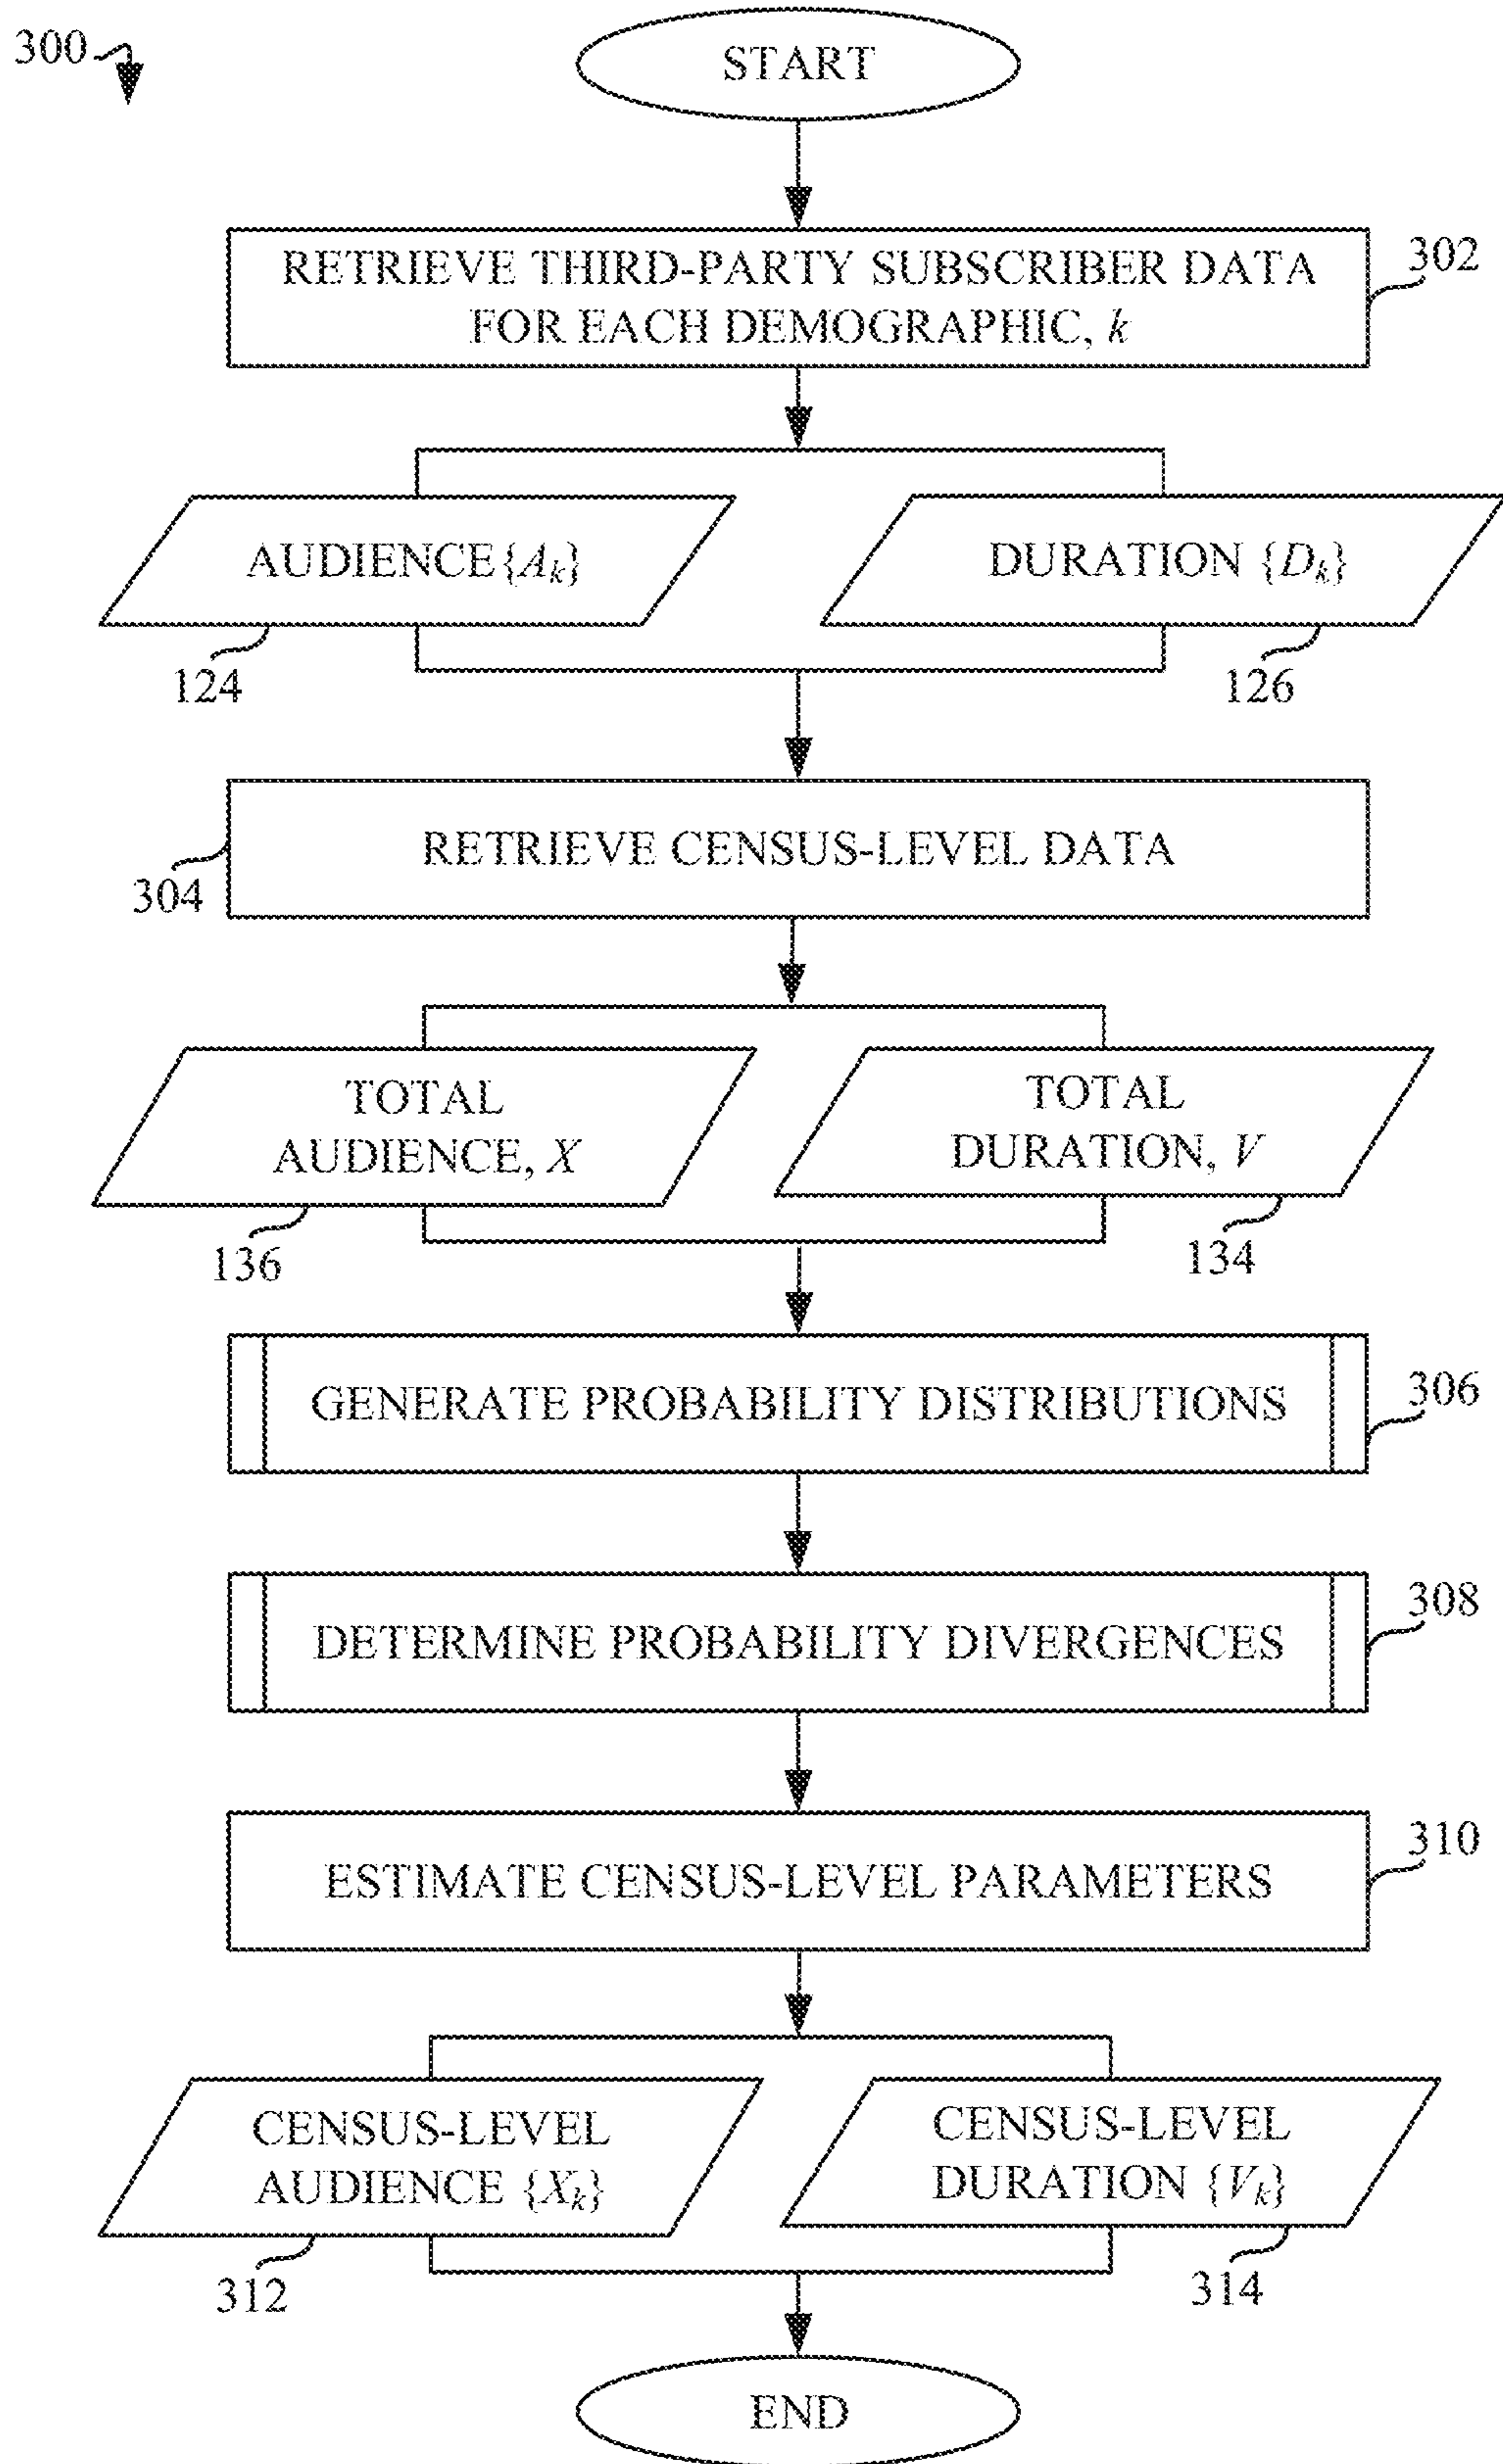 300
START
RETRIEVE THIRD-PARTY SUBSCRIBER DATA
FOR EACH DEMOGRAPHIC, k
302
AUDIENCE{Ak}
DURATION {Dk}
124
126
RETRIEVE CENSUS-LEVEL DATA
304
TOTAL
AUDIENCE, X
TOTAL
DURATION, V
136
134
GENERATE PROBABILITY DISTRIBUTIONS
306
DETERMINE PROBABILITY DIVERGENCES
308
ESTIMATE CENSUS-LEVEL PARAMETERS
310
CENSUS-LEVEL
AUDIENCE {Xk}
CENSUS-LEVEL
DURATION {Vk}
312
314
END